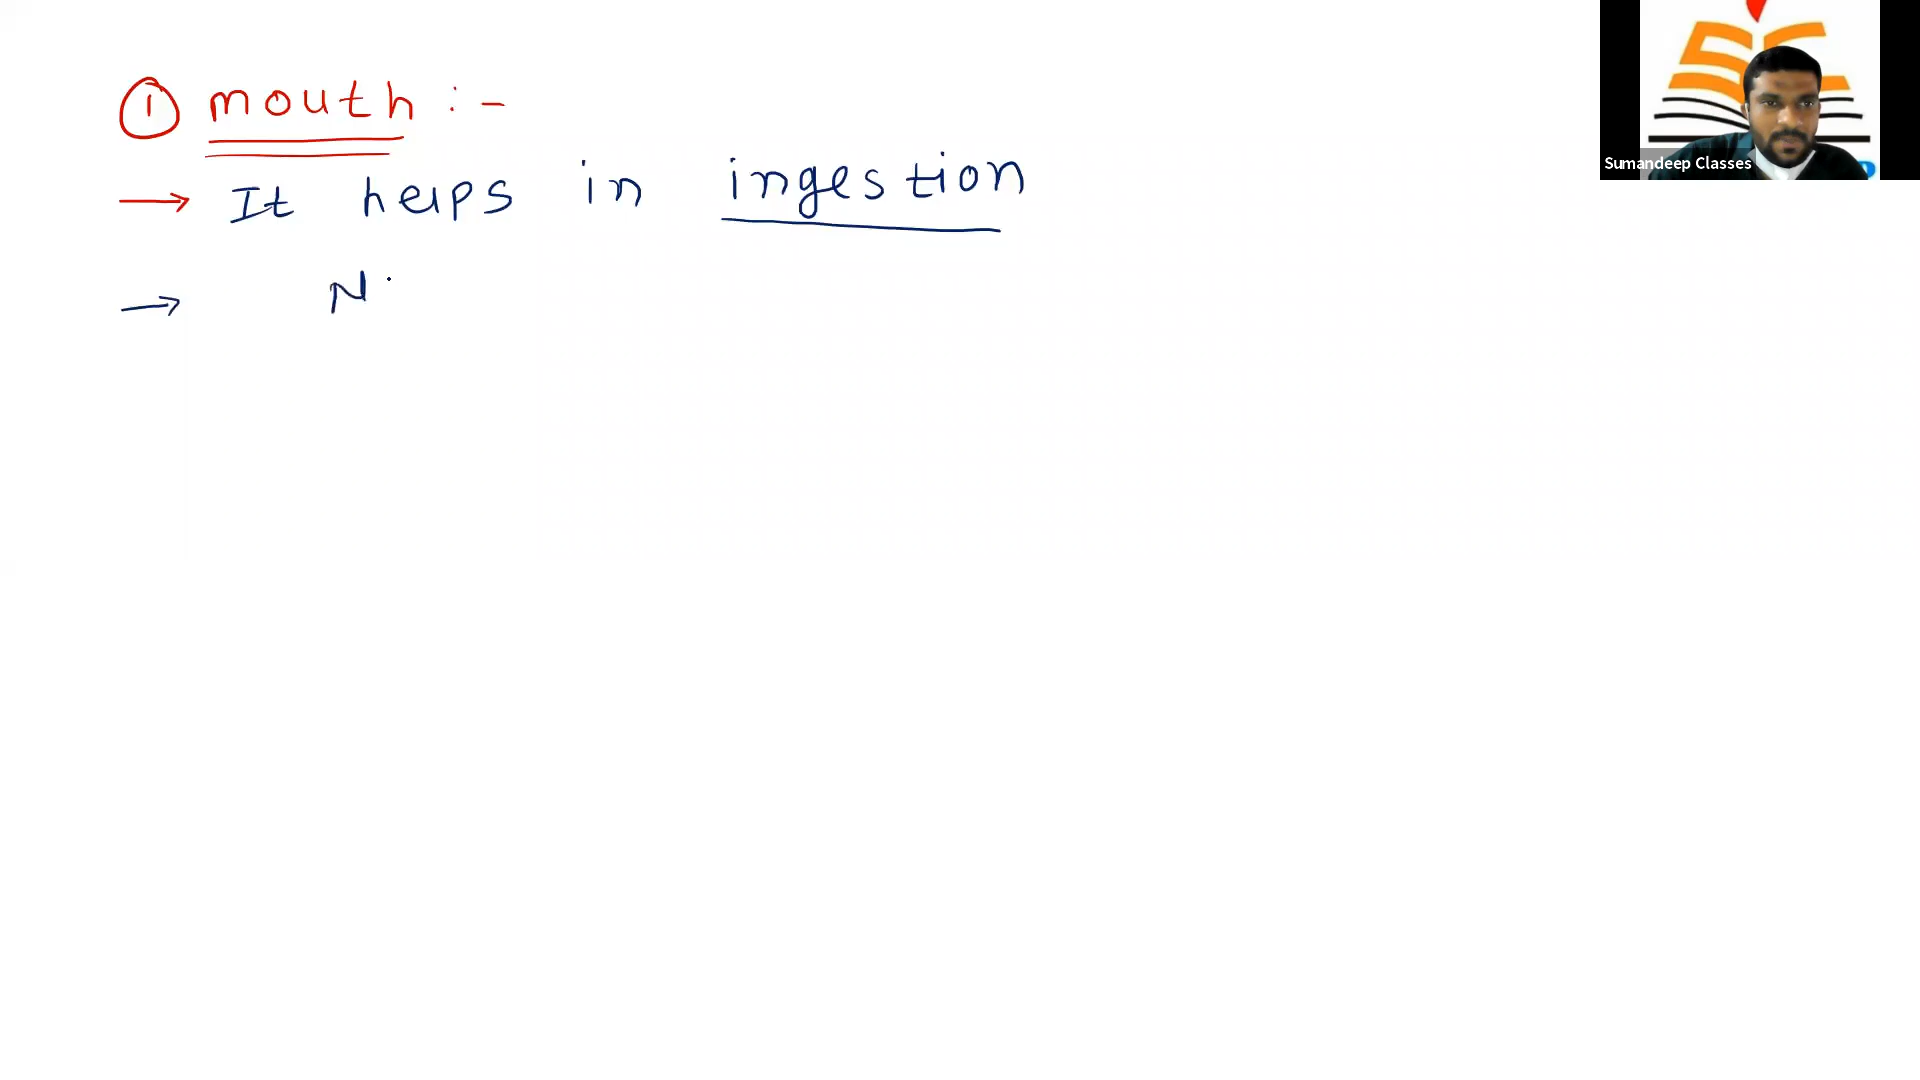 ① mouth :-
→ It helps in ingestion
→ N
Sumandeep Classes